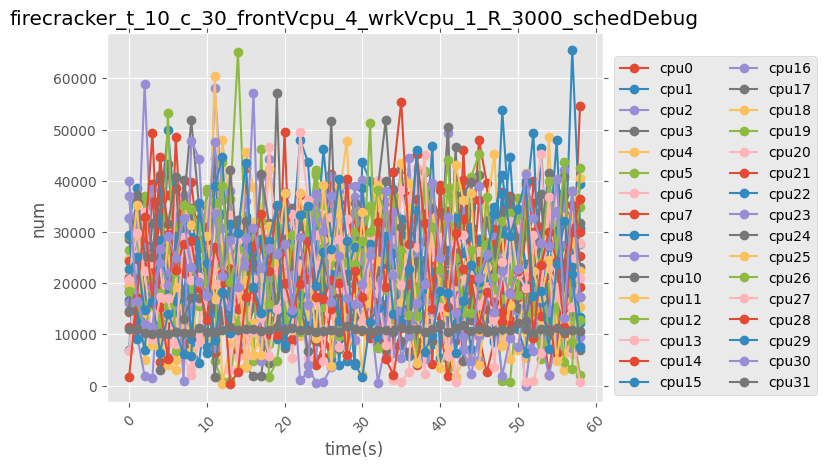 firecracker_t_10_c_30_frontVcpu_4_wrkVcpu_1_R_3000_schedDebug
num
60000
50000
40000
30000
20000
10000
0
0
10
20
30
40
50
60
time(s)
cpu0
cpu1
cpu2
cpu3
cpu4
cpu5
cpu6
cpu7
cpu8
cpu9
cpu10
cpu11
cpu12
cpu13
cpu14
cpu15
cpu16
cpu17
cpu18
cpu19
cpu20
cpu21
cpu22
cpu23
cpu24
cpu25
cpu26
cpu27
cpu28
cpu29
cpu30
cpu31